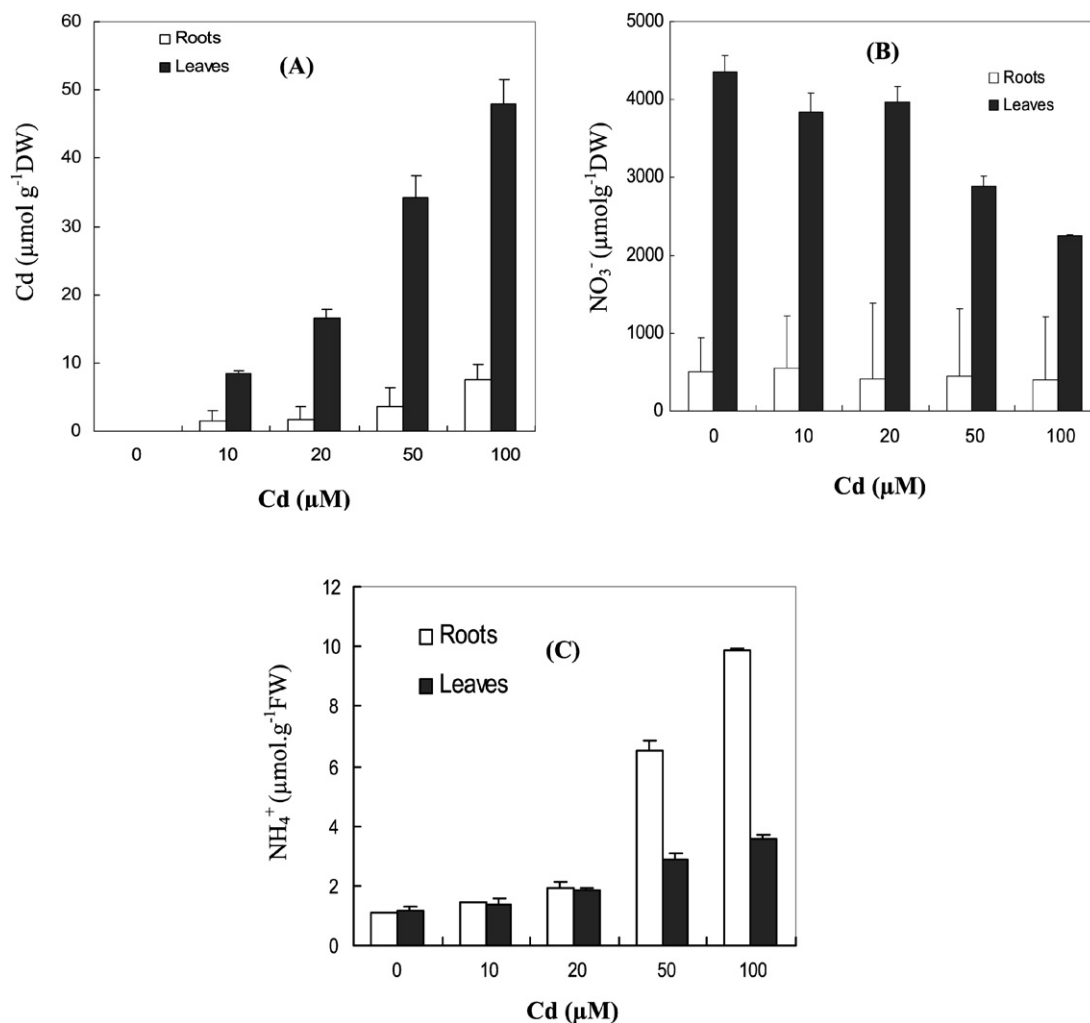 60
50
40
30
20
10
0
Cd (µmol g⁻¹DW)
Roots
Leaves
(A)
0 10 20 50 100
Cd (µM)
5000
4000
3000
2000
1000
0
NO₃⁻ (µmolg⁻¹DW)
(B)
Roots
Leaves
0 10 20 50 100
Cd (µM)
12
10
8
6
4
2
0
NH₄⁺ (µmol.g⁻¹FW)
Roots
Leaves
(C)
0 10 20 50 100
Cd (µM)